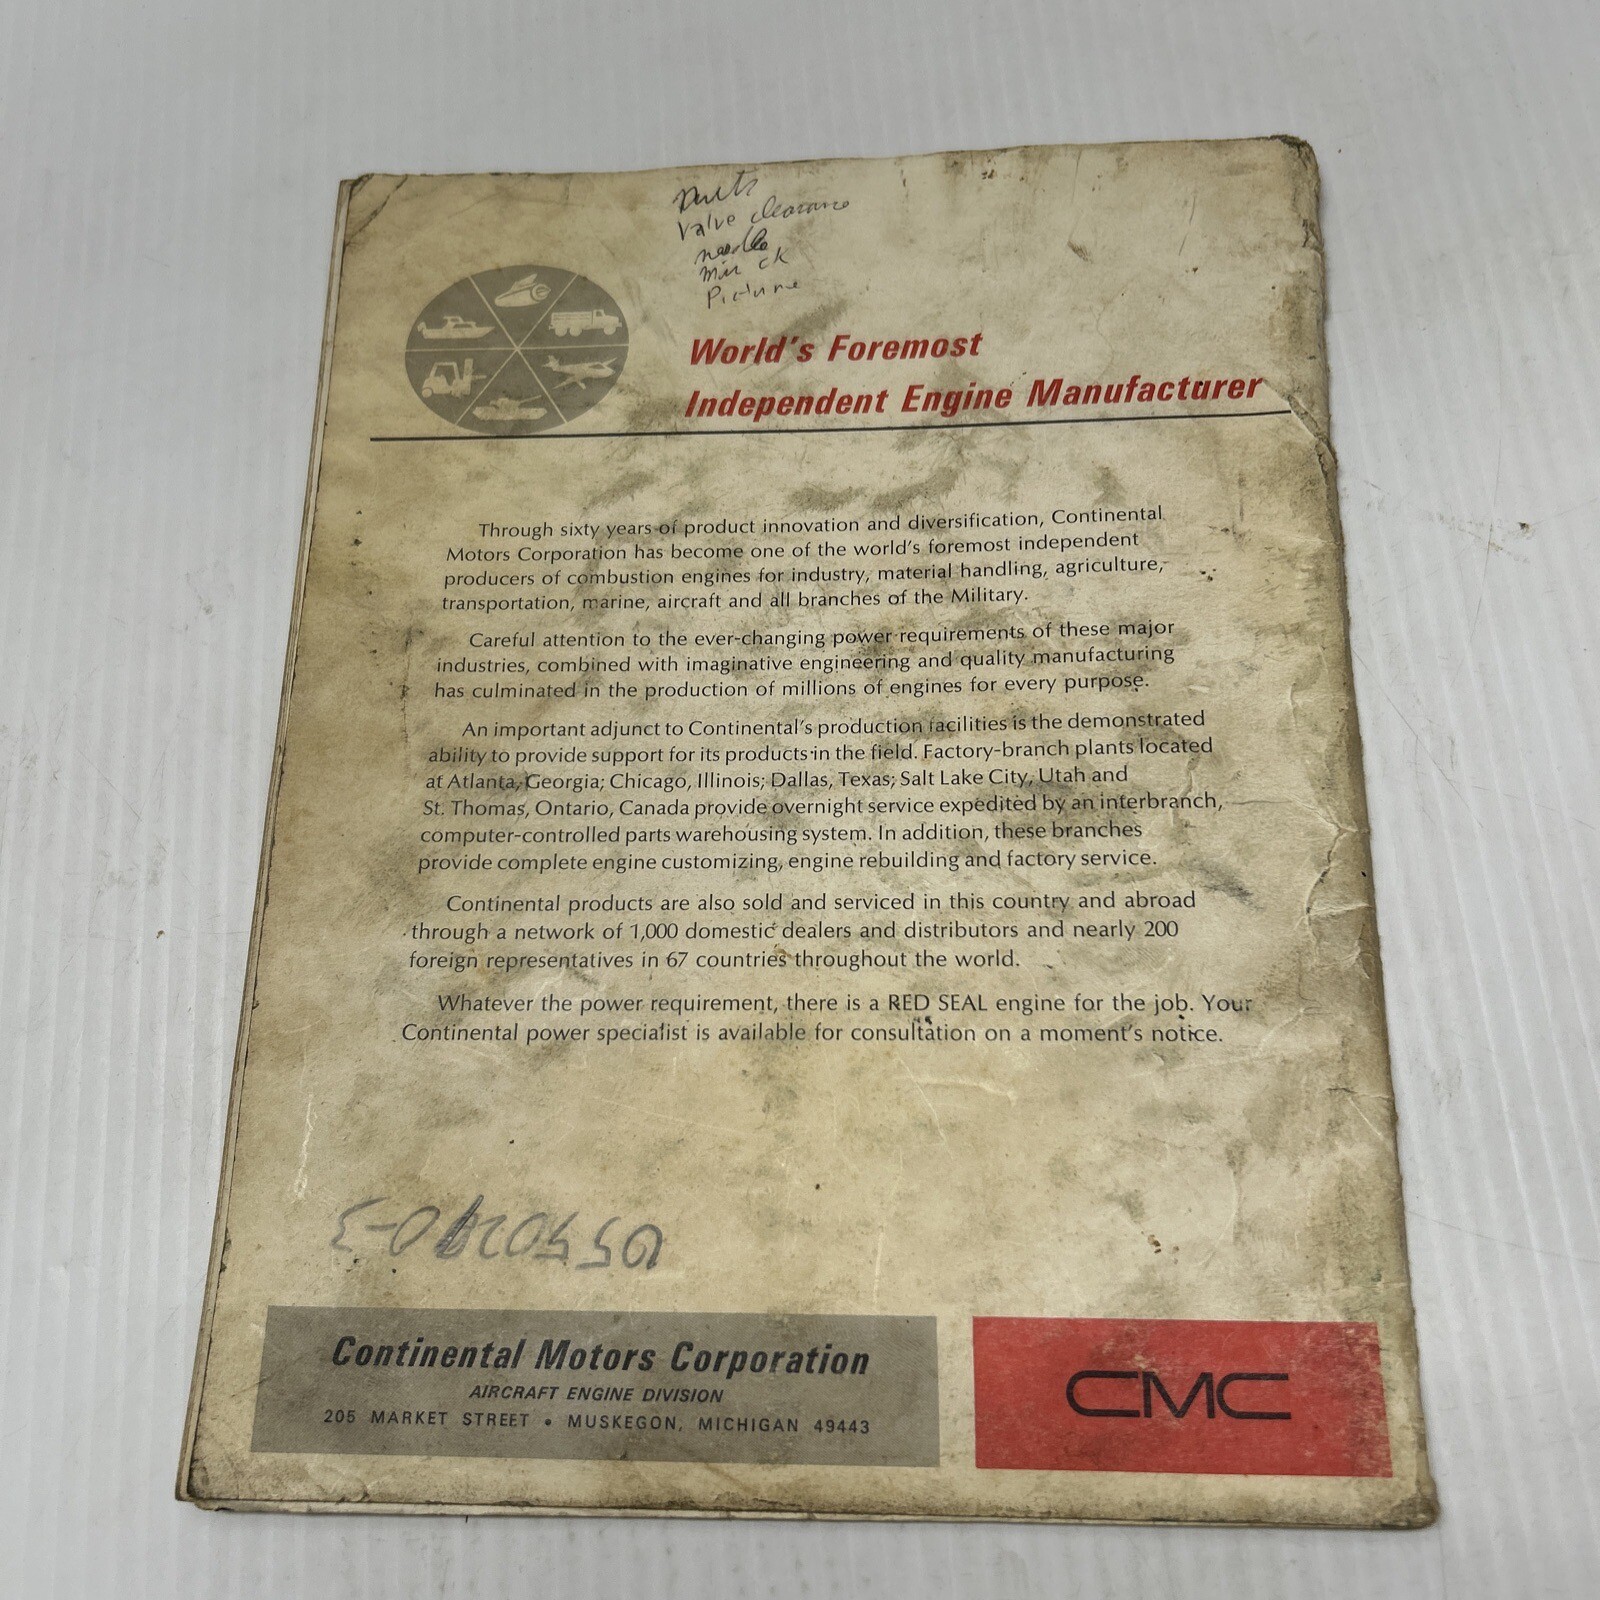 Valve clearance
needle
ck
Picture
World's Foremost
Independent Engine Manufacturer
Through sixty years of product innovation and diversification, Continental
Motors Corporation has become one of the world's foremost independent
producers of combustion engines for industry, material handling, agriculture,
transportation, marine, aircraft and all branches of the Military.
Careful attention to the ever-changing power requirements of these major
industries, combined with imaginative engineering and quality manufacturing
has culminated in the production of millions of engines for every purpose.
An important adjunct to Continental's production facilities is the demonstrated
ability to provide support for its products in the field. Factory-branch plants located
at Atlanta, Georgia; Chicago, Illinois; Dallas, Texas; Salt Lake City, Utah and
St. Thomas, Ontario, Canada provide overnight service expedited by an interbranch,
computer-controlled parts warehousing system. In addition, these branches
provide complete engine customizing, engine rebuilding and factory service.
Continental products are also sold and serviced in this country and abroad
through a network of 1,000 domestic dealers and distributors and nearly 200
foreign representatives in 67 countries throughout the world.
Whatever the power requirement, there is a RED SEAL engine for the job. Your
Continental power specialist is available for consultation on a moment's notice.
Continental Motors Corporation
AIRCRAFT ENGINE DIVISION
205 MARKET STREET • MUSKEGON, MICHIGAN 49443
CMC